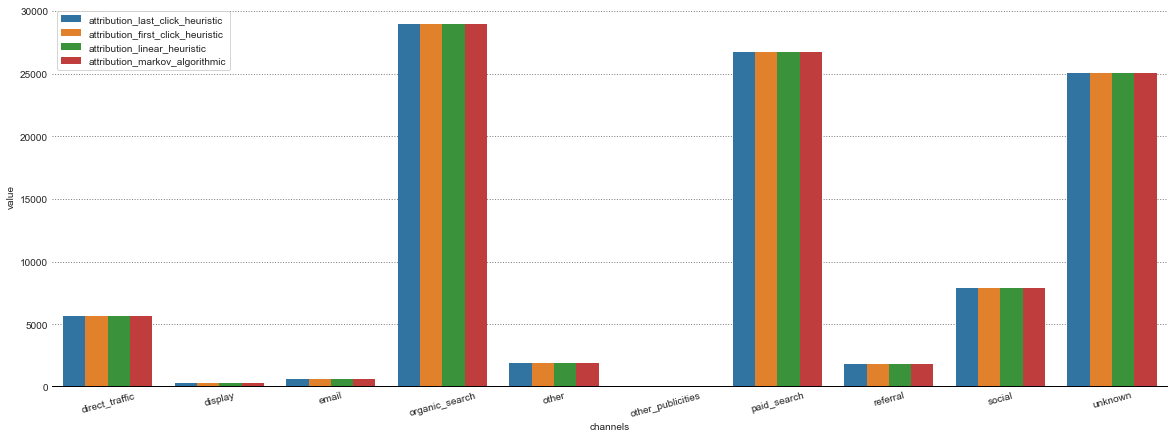 attribution_last_click_heuristic
attribution_first_click_heuristic
attribution_linear_heuristic
attribution_markov_algorithmic
30000
25000
20000
15000
10000
5000
0
value
direct_traffic
display
email
organic_search
other
other_publicities
paid_search
referral
social
unknown
channels